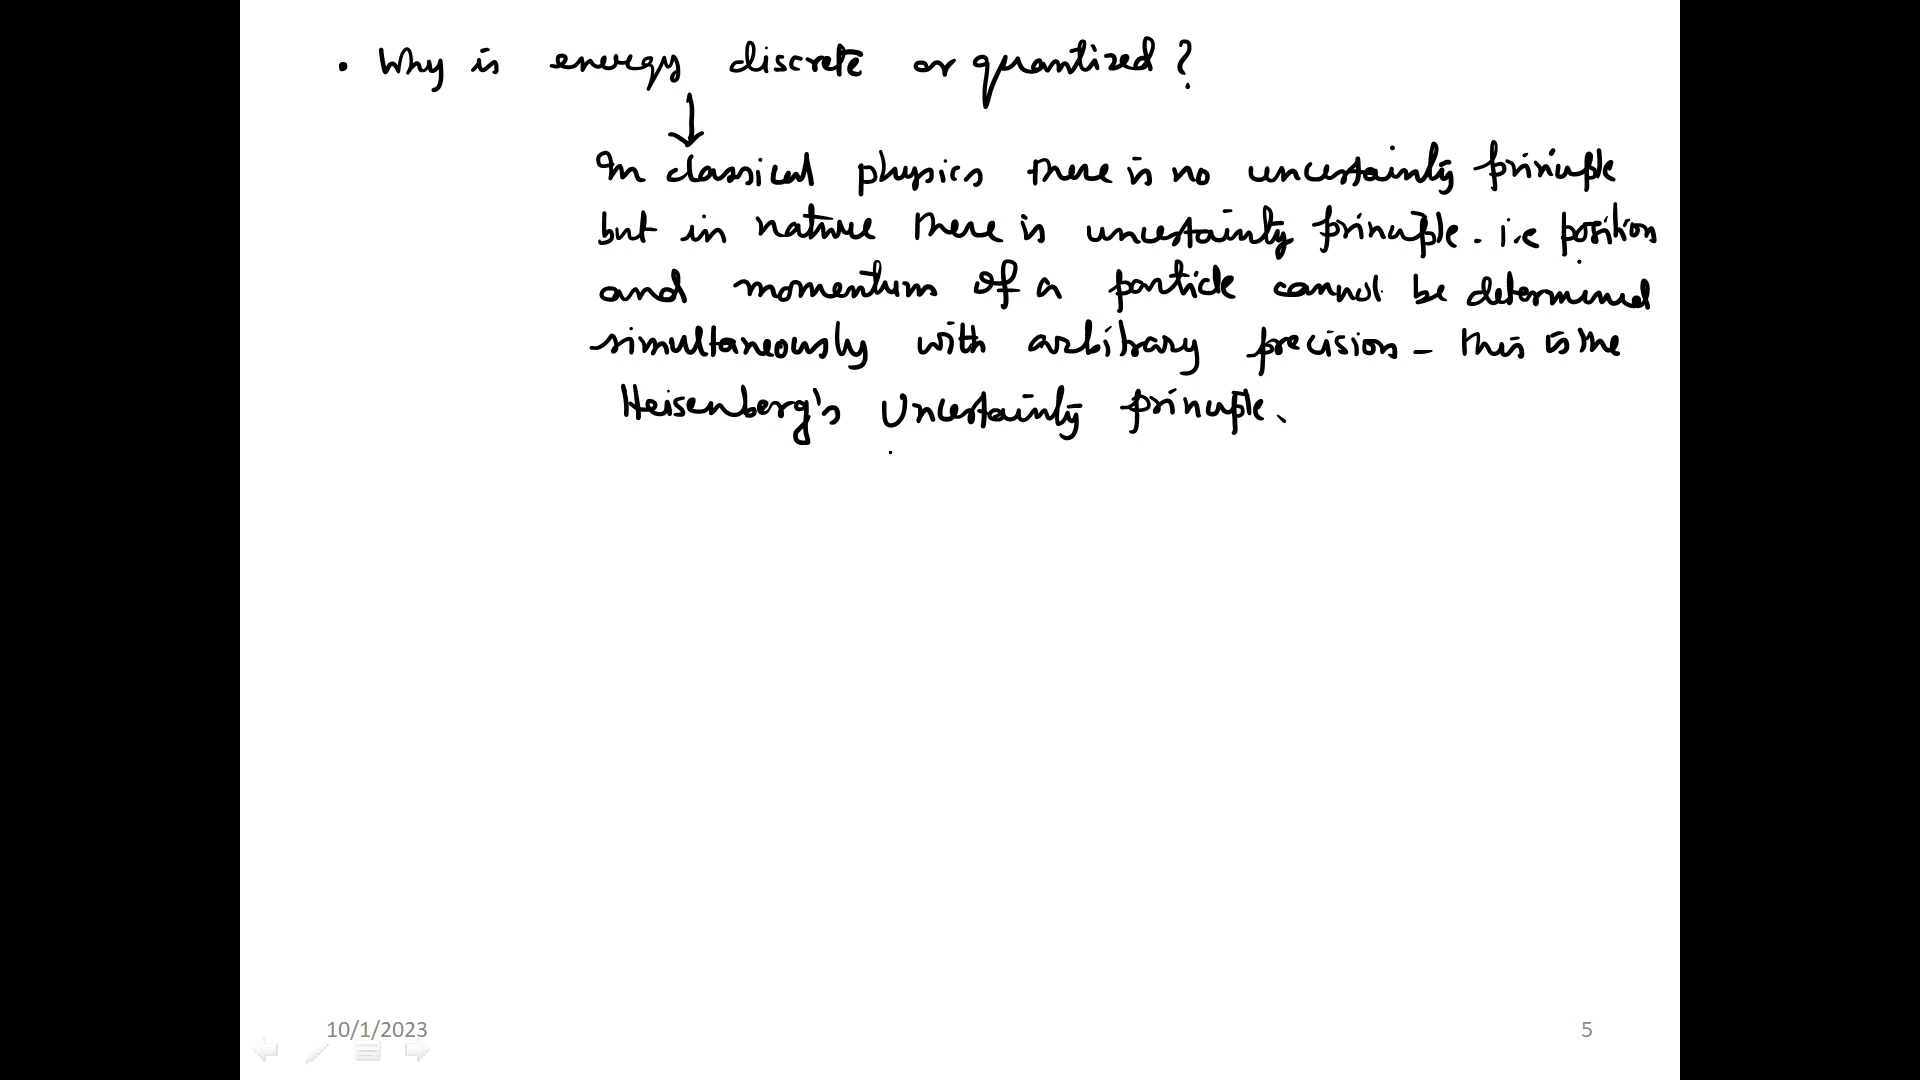 • Why is energy discrete or quantized?
In classical physics there is no uncertainty principle
but in nature there is uncertainty principle. i.e position
and momentum of a particle cannot be determined
simultaneously with arbitrary precision - this is the
Heisenberg's Uncertainty principle.
10/1/2023
5